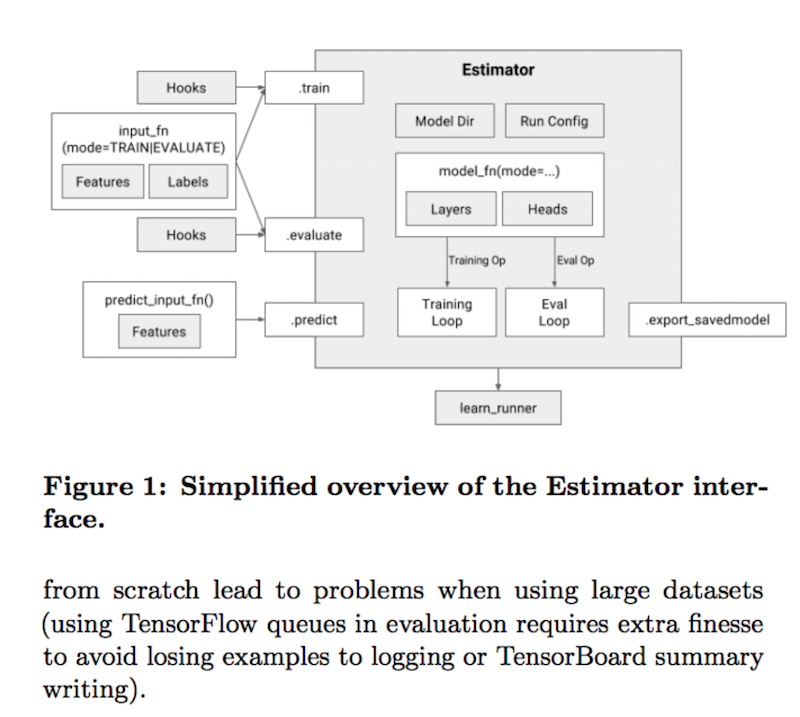 Estimator
Hooks
.train
Model Dir
Run Config
input_fn
(mode=TRAIN|EVALUATE)
Features
Labels
model_fn(mode=...)
Layers
Heads
Hooks
.evaluate
Training Op
Eval Op
predict_input_fn()
Features
.predict
Training
Loop
Eval
Loop
.export_savedmodel
learn_runner
Figure 1: Simplified overview of the Estimator inter-
face.
from scratch lead to problems when using large datasets
(using TensorFlow queues in evaluation requires extra finesse
to avoid losing examples to logging or TensorBoard summary
writing).